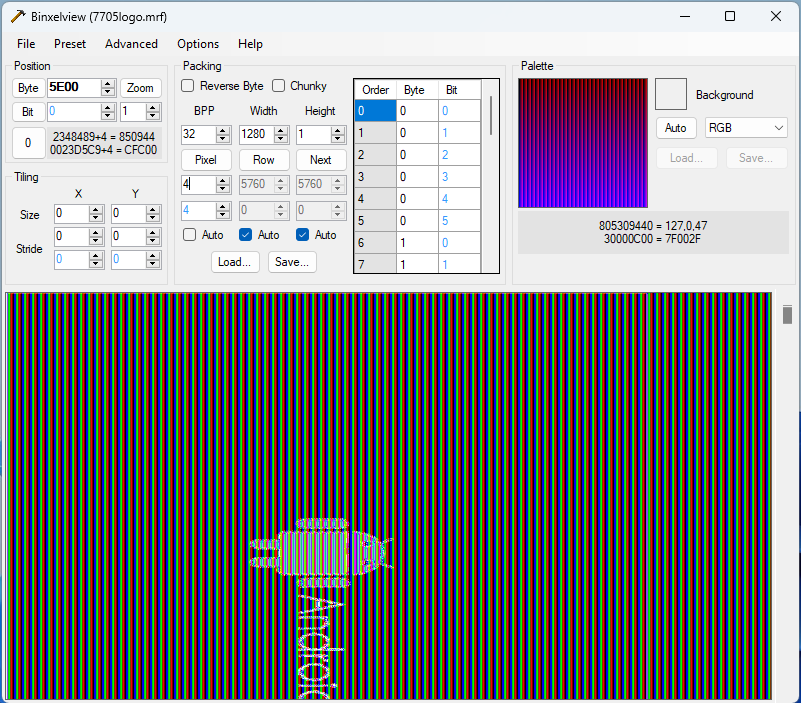 Binxelview (7705logo.mrf)
File Preset Advanced Options Help
Position
Byte 5E00 Zoom
Bit 0 1
0 2348489+4 = 850944
0023D5C9+4 = CFC00
Tiling
X Y
Size 0 0
Stride 0 0
0 0
Packing
Reverse Byte Chunky
BPP Width Height
32 1280 1
Pixel Row Next
4 5760 5760
4 0 0
Auto Auto Auto
Load... Save...
Order Byte Bit
0 0 0
1 0 1
2 0 2
3 0 3
4 0 4
5 0 5
6 1 0
7 1 1
Palette
Background
Auto RGB
Load... Save...
805309440 = 127,0,47
30000C00 = 7F002F
Androi